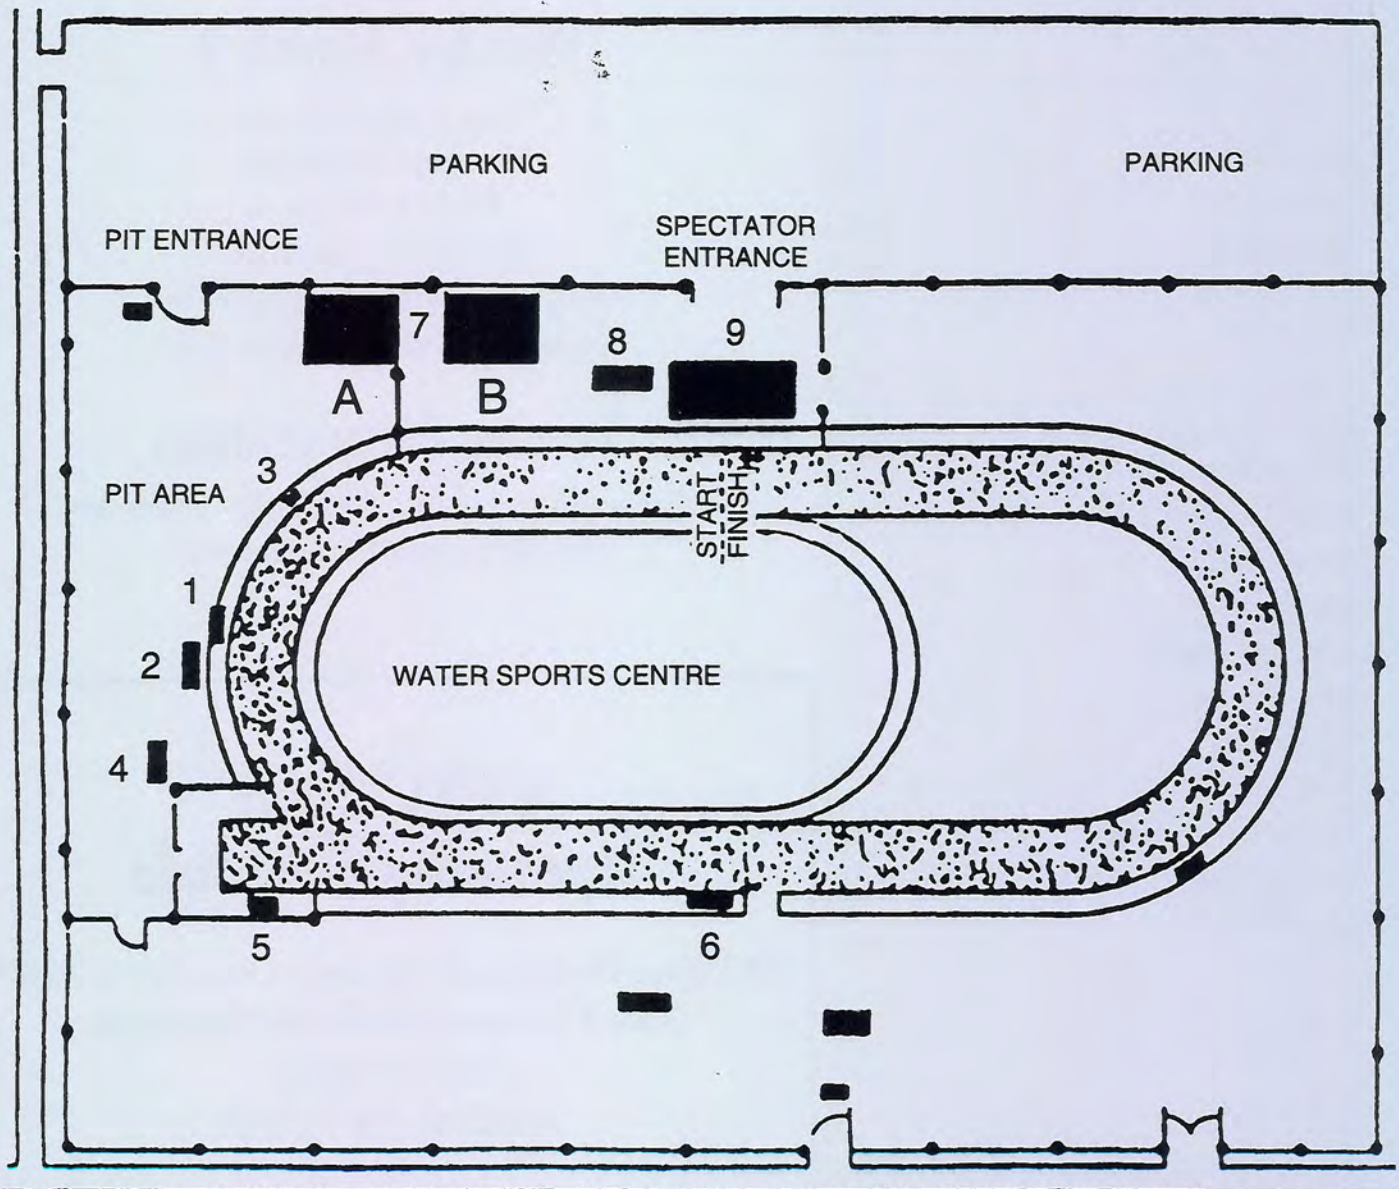 PARKING
PARKING
SPECTATOR
ENTRANCE
PIT ENTRANCE
7
8
9
A
B
3
PIT AREA
START
FINISH
1
2
WATER SPORTS CENTRE
4
5
6